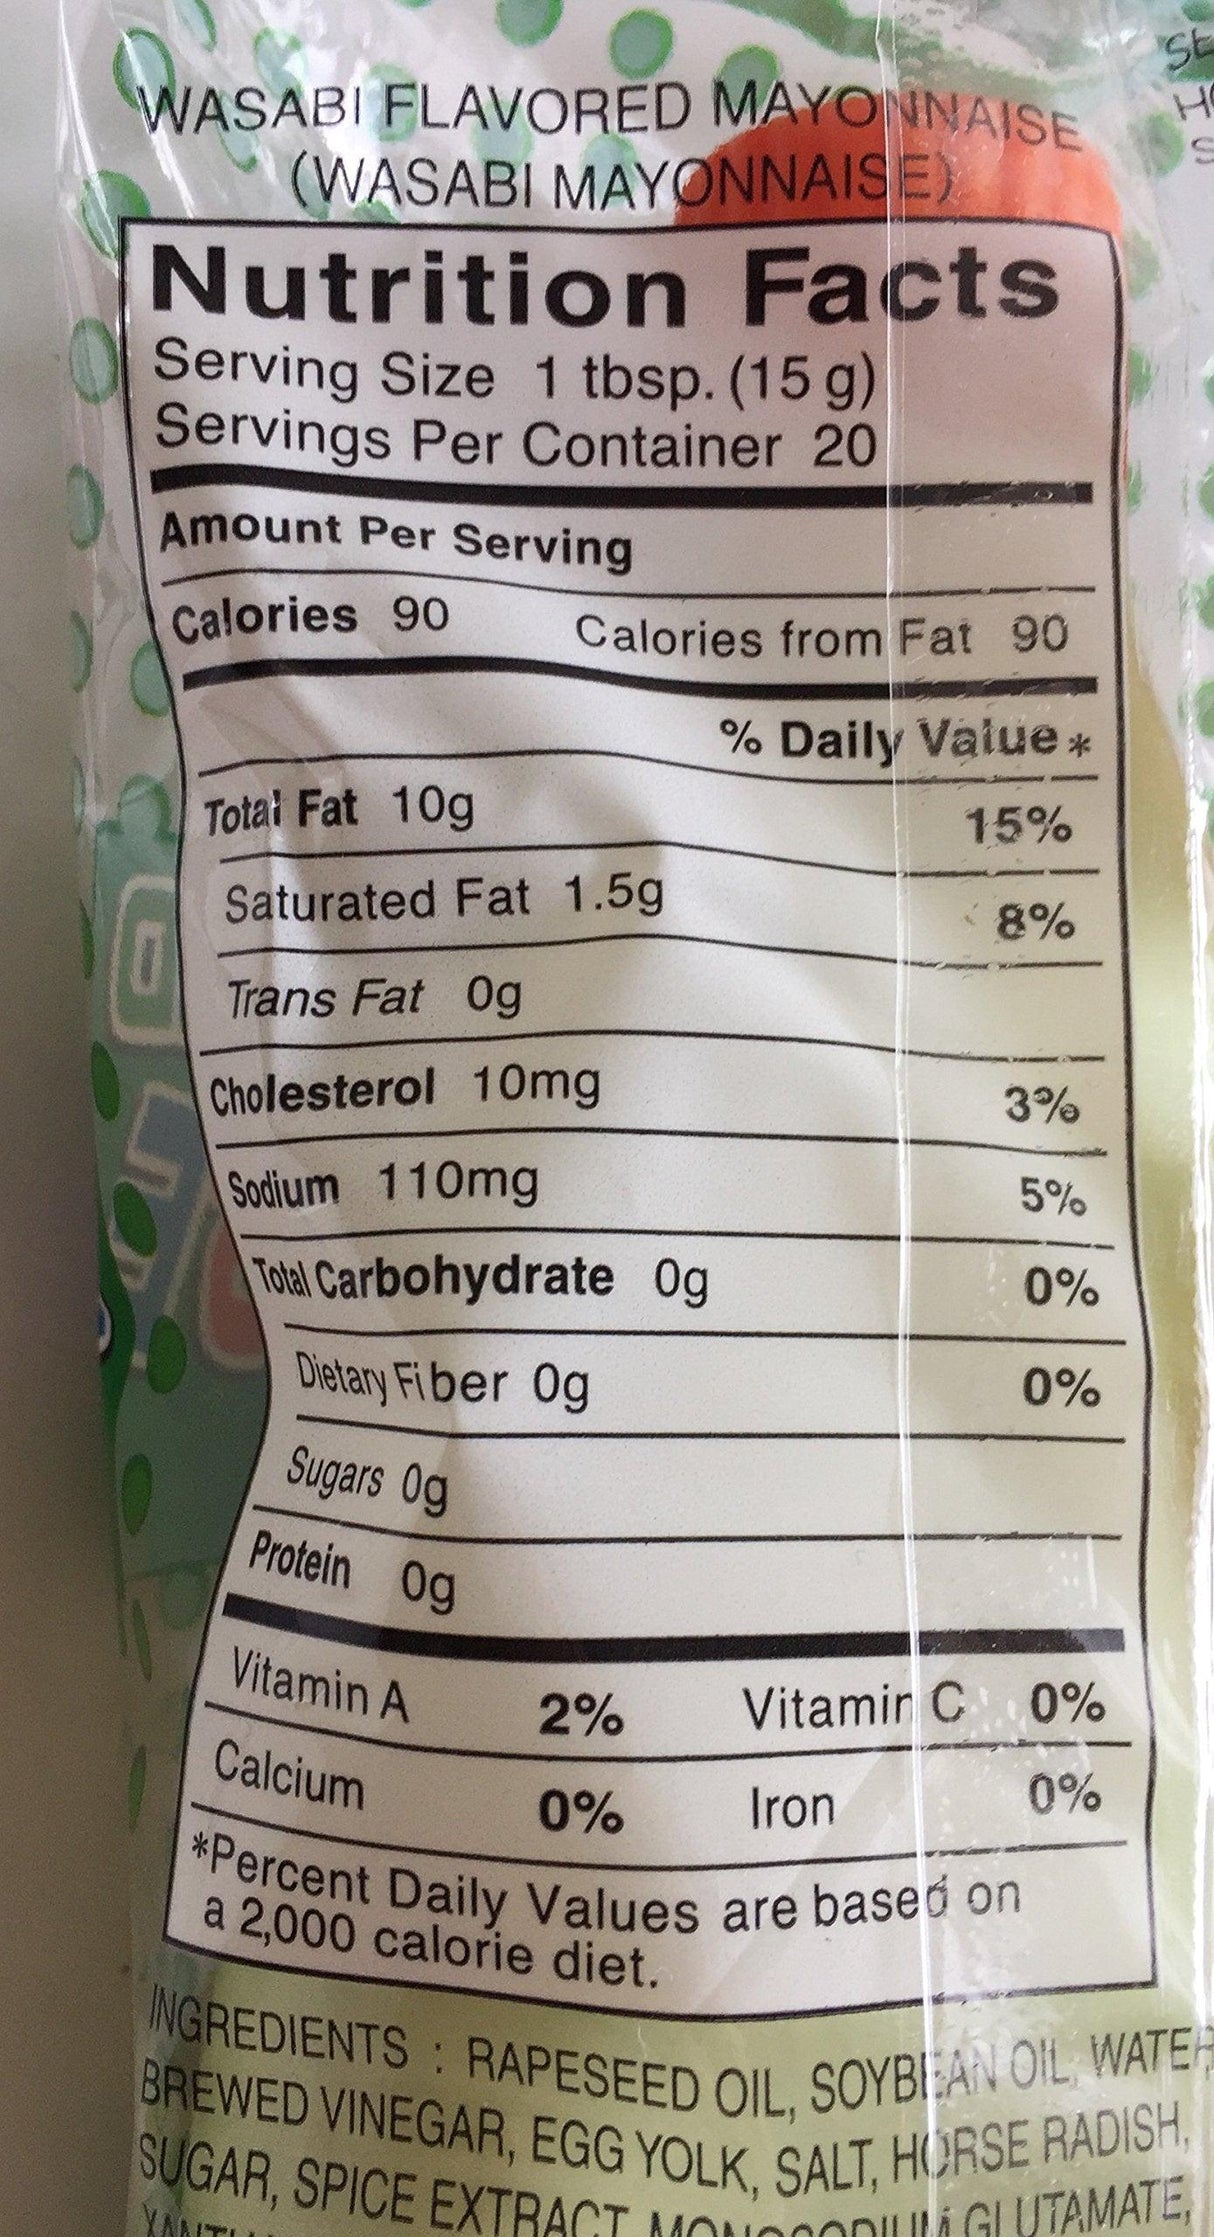 WASABI FLAVORED MAYONNAISE
(WASABI MAYONNAISE)
Nutrition Facts
Serving Size 1 tbsp. (15 g)
Servings Per Container 20
Amount Per Serving
Calories 90 Calories from Fat 90
% Daily Value *
Total Fat 10g 15%
Saturated Fat 1.5g 8%
Trans Fat 0g
Cholesterol 10mg 3%
Sodium 110mg 5%
Total Carbohydrate 0g 0%
Dietary Fiber 0g 0%
Sugars 0g
Protein 0g
Vitamin A 2% Vitamin C 0%
Calcium 0% Iron 0%
*Percent Daily Values are based on
a 2,000 calorie diet.
INGREDIENTS : RAPESEED OIL, SOYBEAN OIL, WATER
BREWED VINEGAR, EGG YOLK, SALT, HORSE RADISH,
SUGAR, SPICE EXTRACT, MONOSODIUM GLUTAMATE,